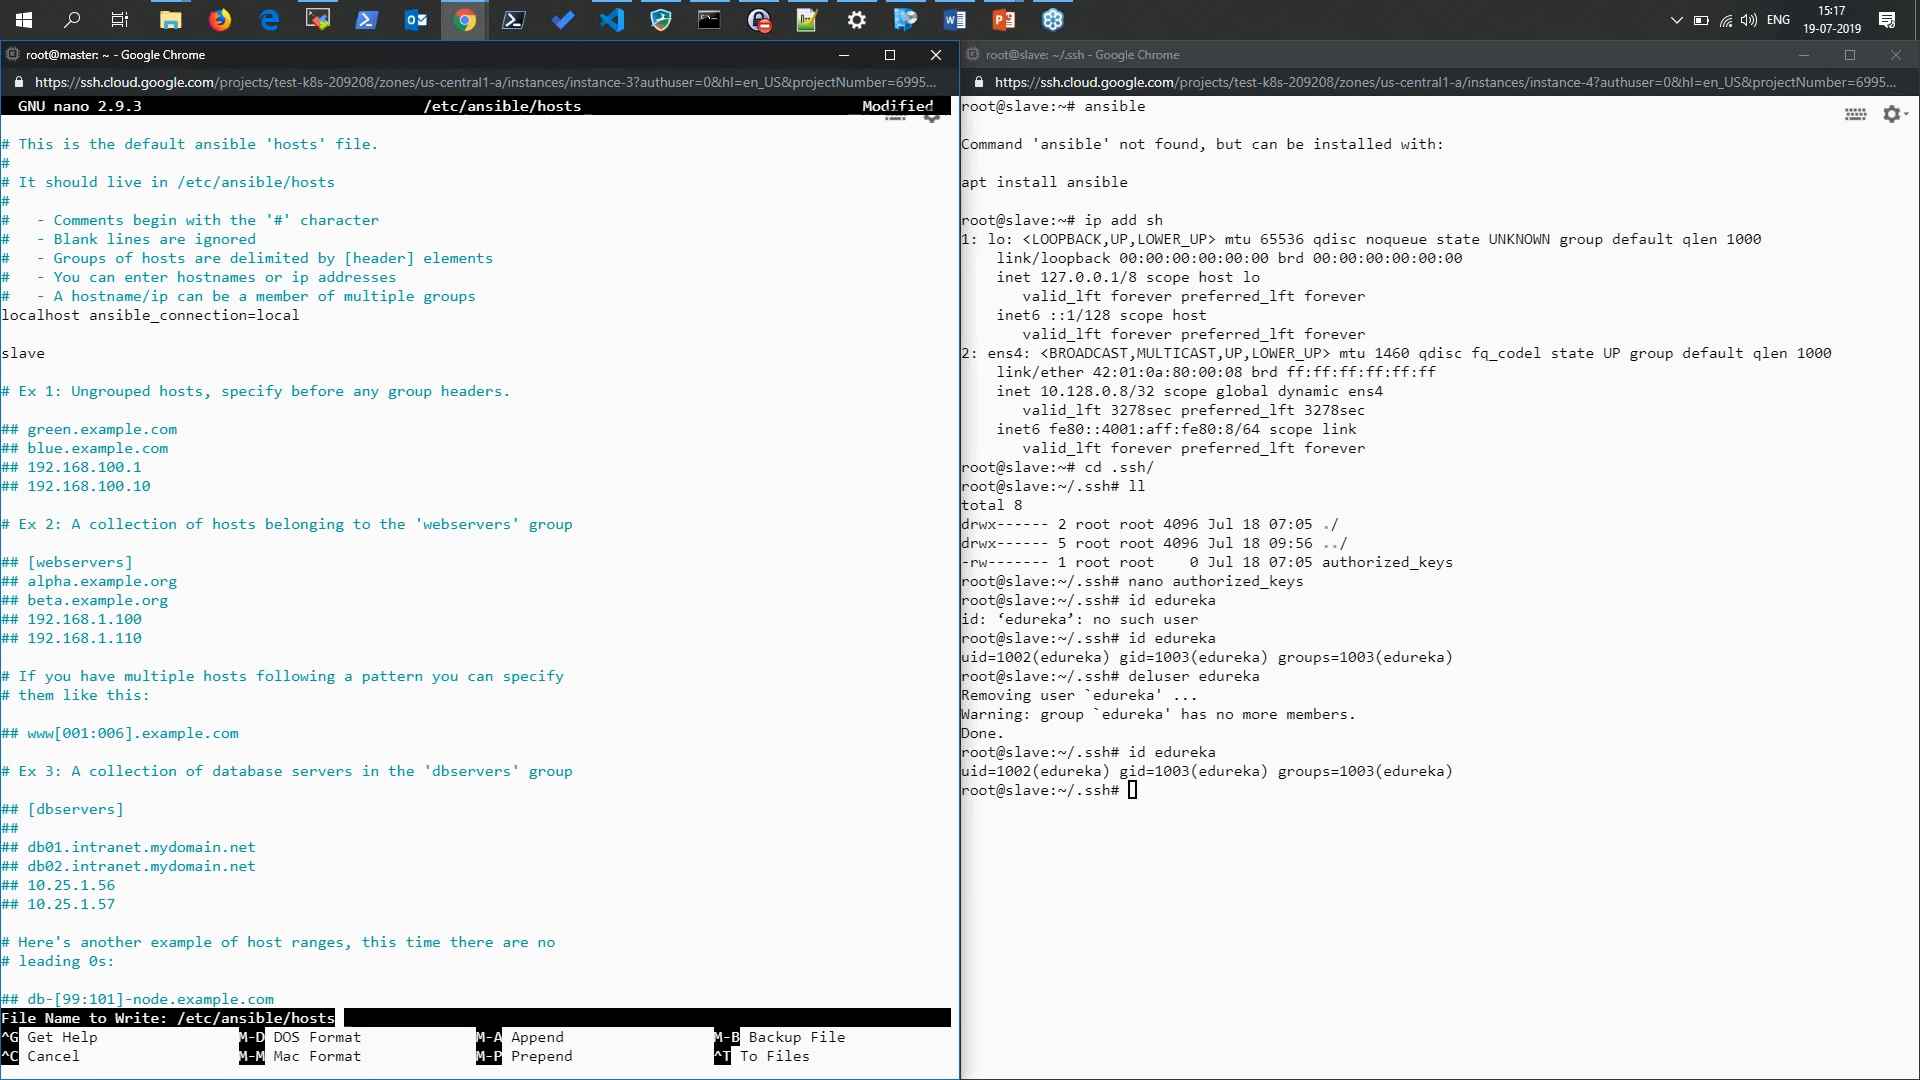 ENG
15:17
19-07-2019
root@master: ~ - Google Chrome
https://ssh.cloud.google.com/projects/test-k8s-209208/zones/us-central1-a/instances/instance-3?authuser=0&hl=en_US&projectNumber=6995...
GNU nano 2.9.3 /etc/ansible/hosts Modified
# This is the default ansible 'hosts' file.
#
# It should live in /etc/ansible/hosts
#
#   - Comments begin with the '#' character
#   - Blank lines are ignored
#   - Groups of hosts are delimited by [header] elements
#   - You can enter hostnames or ip addresses
#   - A hostname/ip can be a member of multiple groups
localhost ansible_connection=local
slave
# Ex 1: Ungrouped hosts, specify before any group headers.
## green.example.com
## blue.example.com
## 192.168.100.1
## 192.168.100.10
# Ex 2: A collection of hosts belonging to the 'webservers' group
## [webservers]
## alpha.example.org
## beta.example.org
## 192.168.1.100
## 192.168.1.110
# If you have multiple hosts following a pattern you can specify
# them like this:
## www[001:006].example.com
# Ex 3: A collection of database servers in the 'dbservers' group
## [dbservers]
##
## db01.intranet.mydomain.net
## db02.intranet.mydomain.net
## 10.25.1.56
## 10.25.1.57
# Here's another example of host ranges, this time there are no
# leading 0s:
## db-[99:101]-node.example.com
File Name to Write: /etc/ansible/hosts
^G Get Help M-D DOS Format M-A Append M-B Backup File
^C Cancel M-M Mac Format M-P Prepend ^T To Files
root@slave: ~/.ssh - Google Chrome
https://ssh.cloud.google.com/projects/test-k8s-209208/zones/us-central1-a/instances/instance-4?authuser=0&hl=en_US&projectNumber=6995...
root@slave:~# ansible
Command 'ansible' not found, but can be installed with:
apt install ansible
root@slave:~# ip add sh
1: lo: <LOOPBACK,UP,LOWER_UP> mtu 65536 qdisc noqueue state UNKNOWN group default qlen 1000
    link/loopback 00:00:00:00:00:00 brd 00:00:00:00:00:00
    inet 127.0.0.1/8 scope host lo
       valid_lft forever preferred_lft forever
    inet6 ::1/128 scope host
       valid_lft forever preferred_lft forever
2: ens4: <BROADCAST,MULTICAST,UP,LOWER_UP> mtu 1460 qdisc fq_codel state UP group default qlen 1000
    link/ether 42:01:0a:80:00:08 brd ff:ff:ff:ff:ff:ff
    inet 10.128.0.8/32 scope global dynamic ens4
       valid_lft 3278sec preferred_lft 3278sec
    inet6 fe80::4001:aff:fe80:8/64 scope link
       valid_lft forever preferred_lft forever
root@slave:~# cd .ssh/
root@slave:~/.ssh# ll
total 8
drwx------ 2 root root 4096 Jul 18 07:05 ./
drwx------ 5 root root 4096 Jul 18 09:56 ../
-rw------- 1 root root    0 Jul 18 07:05 authorized_keys
root@slave:~/.ssh# nano authorized_keys
root@slave:~/.ssh# id edureka
id: ‘edureka’: no such user
root@slave:~/.ssh# id edureka
uid=1002(edureka) gid=1003(edureka) groups=1003(edureka)
root@slave:~/.ssh# deluser edureka
Removing user `edureka' ...
Warning: group `edureka' has no more members.
Done.
root@slave:~/.ssh# id edureka
uid=1002(edureka) gid=1003(edureka) groups=1003(edureka)
root@slave:~/.ssh#